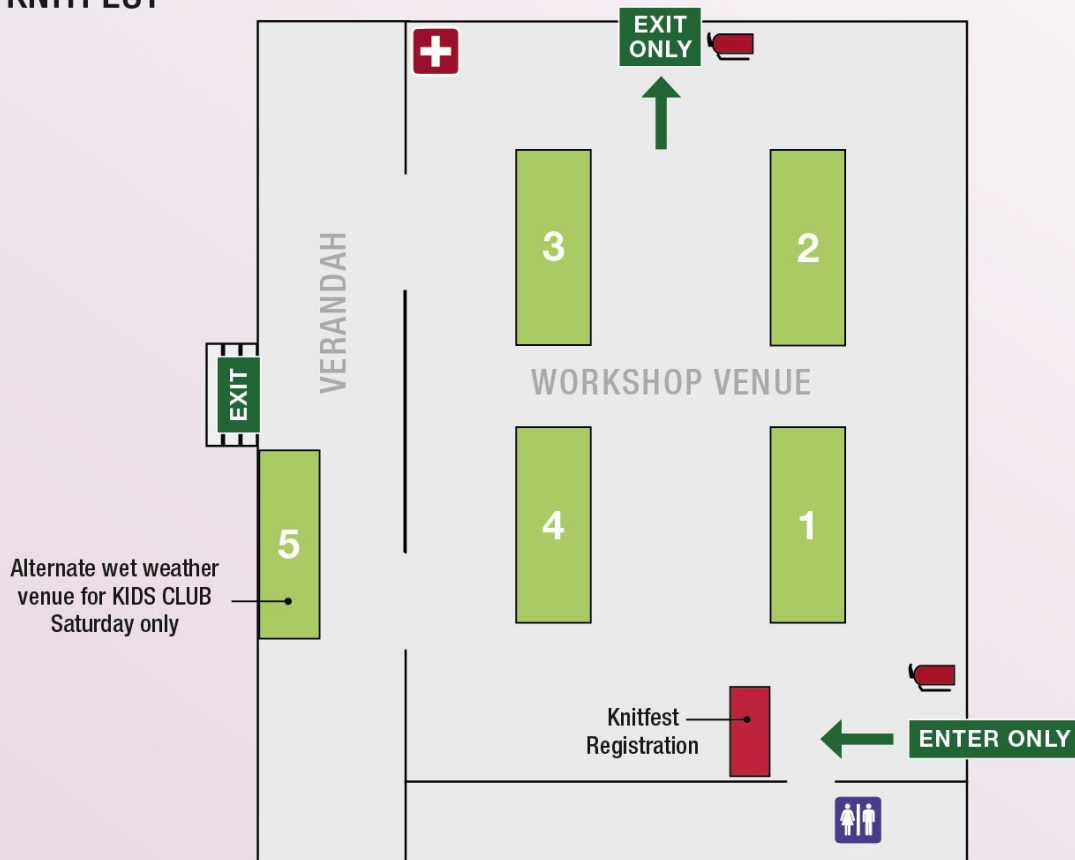 EXIT
ONLY
3
2
VERANDAH
WORKSHOP VENUE
EXIT
5
4
1
Alternate wet weather
venue for KIDS CLUB
Saturday only
Knitfest
Registration
ENTER ONLY